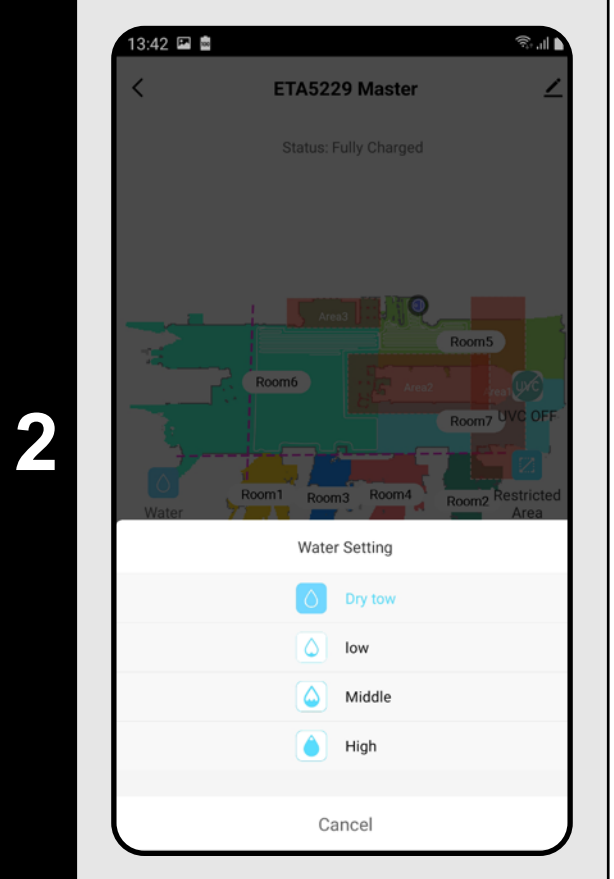 2
13:42
ETA5229 Master
Status: Fully Charged
Area3
Room5
Room6
Area2
Area1
UVC
Room7
UVC OFF
Room1
Room3
Room4
Room2
Restricted
Area
Water
Water Setting
Dry tow
low
Middle
High
Cancel